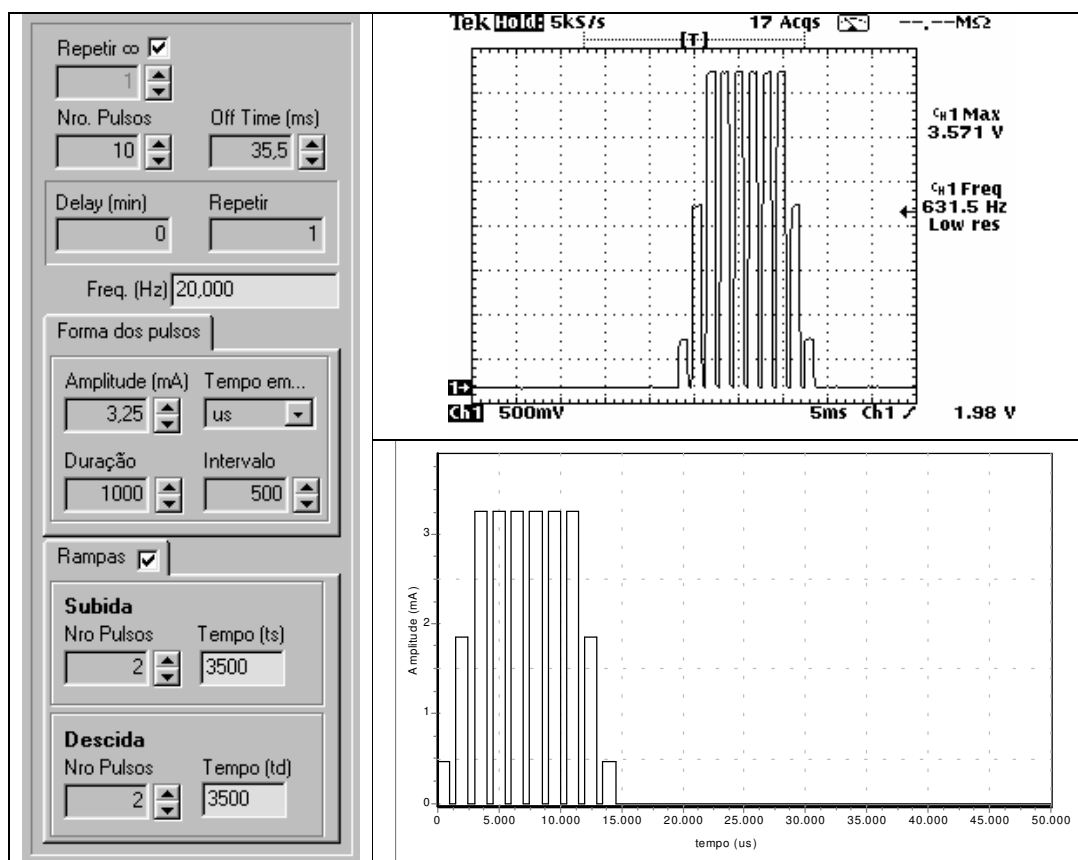 Repetir ∞
1
Nro. Pulsos Off Time (ms)
10 35,5
Delay (min) Repetir
0 1
Freq. (Hz) 20,000
Forma dos pulsos
Amplitude (mA) Tempo em...
3,25 us
Duração Intervalo
1000 500
Rampas
Subida
Nro Pulsos Tempo (ts)
2 3500
Descida
Nro Pulsos Tempo (td)
2 3500
Tek Hold: 5kS/s 17 Acqs --.--MΩ
[T]
CH1 Max
3.571 V
CH1 Freq
631.5 Hz
Low res
1→
Ch1 500mV 5ms Ch1 ∕ 1.98 V
Amplitude (mA)
3
2
1
0
0 5.000 10.000 15.000 20.000 25.000 30.000 35.000 40.000 45.000 50.000
tempo (us)